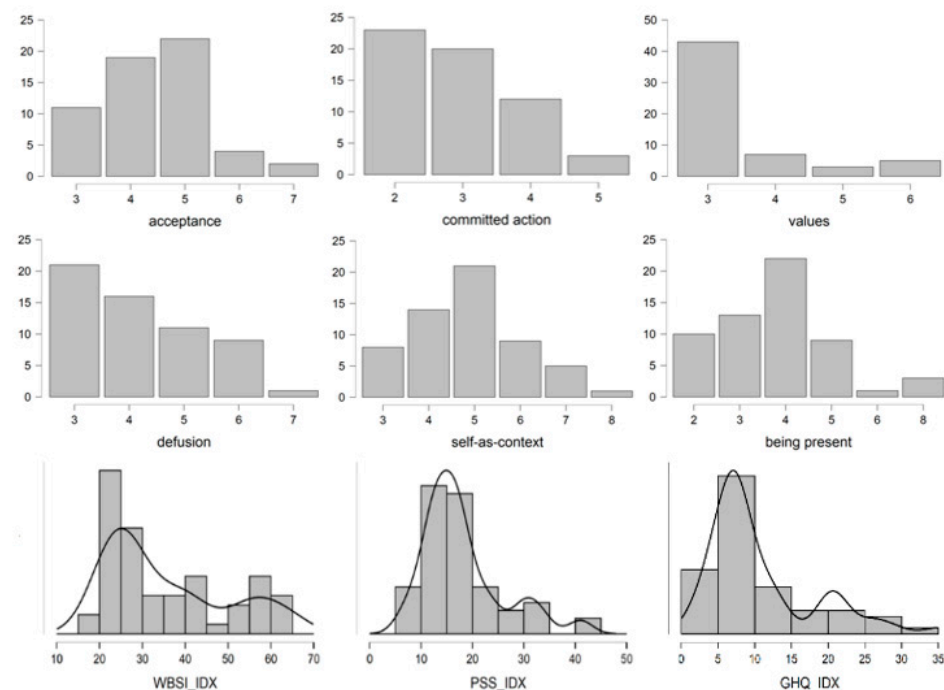 25 25 50
20 20 40
15 15 30
10 10 20
5 5 10
0 0 0
3 4 5 6 7 2 3 4 5 3 4 5 6
acceptance committed action values
25 25 25
20 20 20
15 15 15
10 10 10
5 5 5
0 0 0
3 4 5 6 7 3 4 5 6 7 8 2 3 4 5 6 8
defusion self-as-context being present
10 20 30 40 50 60 70 0 10 20 30 40 50 0 5 10 15 20 25 30 35
WBSI_IDX PSS_IDX GHQ_IDX